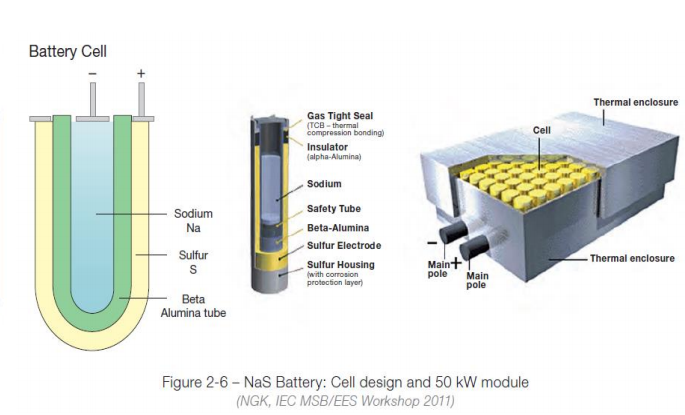 Battery Cell
−
+
Sodium
Na
Sulfur
S
Beta
Alumina tube
Gas Tight Seal
(TCB – thermal
compression bonding)
Insulator
(alpha-Alumina)
Sodium
Safety Tube
Beta-Alumina
Sulfur Electrode
Sulfur Housing
(with corrosion
protection layer)
Thermal enclosure
Cell
Thermal enclosure
−
Main
pole
+
Main
pole
Figure 2-6 – NaS Battery: Cell design and 50 kW module
(NGK, IEC MSB/EES Workshop 2011)